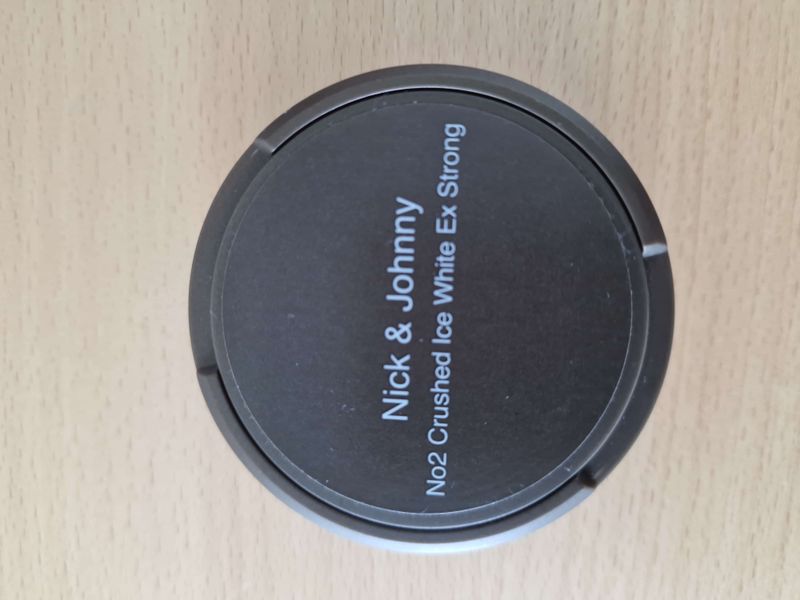 Nick & Johnny
No2 Crushed Ice White Ex Strong